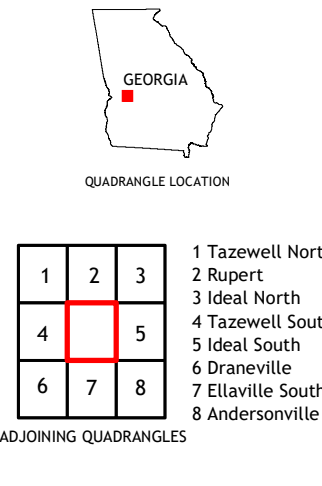 GEORGIA
QUADRANGLE LOCATION
1 2 3
4 5
6 7 8
1 Tazewell Nort
2 Rupert
3 Ideal North
4 Tazewell Sout
5 Ideal South
6 Draneville
7 Ellaville South
8 Andersonville
ADJOINING QUADRANGLES